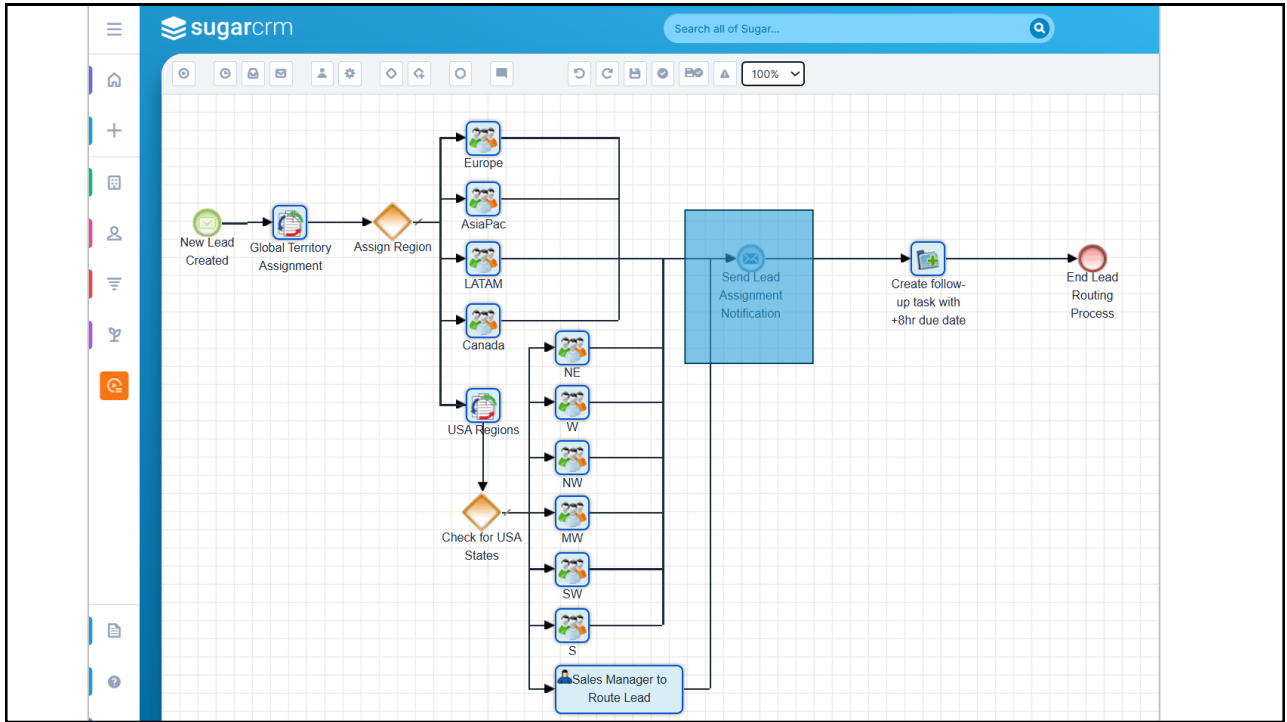 sugarcrm
Search all of Sugar...
100%
Europe
AsiaPac
New Lead
Created
Global Territory
Assignment
Assign Region
LATAM
Send Lead
Assignment
Notification
Create follow-
up task with
+8hr due date
End Lead
Routing
Process
Canada
NE
USA Regions
W
NW
Check for USA
States
MW
SW
S
Sales Manager to
Route Lead